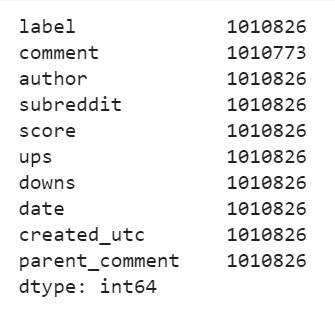 label 1010826
comment 1010773
author 1010826
subreddit 1010826
score 1010826
ups 1010826
downs 1010826
date 1010826
created_utc 1010826
parent_comment 1010826
dtype: int64